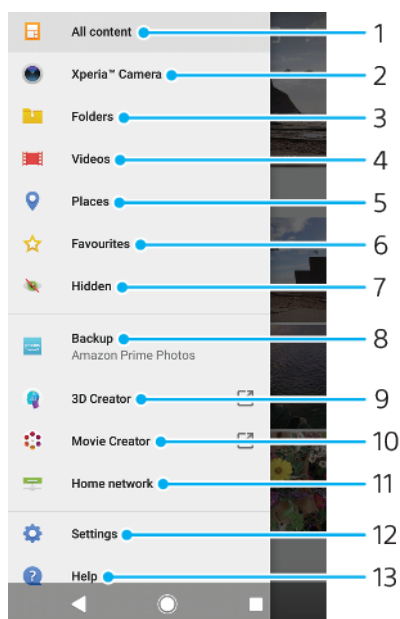 All content 1
Xperia™ Camera 2
Folders 3
Videos 4
Places 5
Favourites 6
Hidden 7
Backup 8
Amazon Prime Photos
3D Creator 9
Movie Creator 10
Home network 11
Settings 12
Help 13